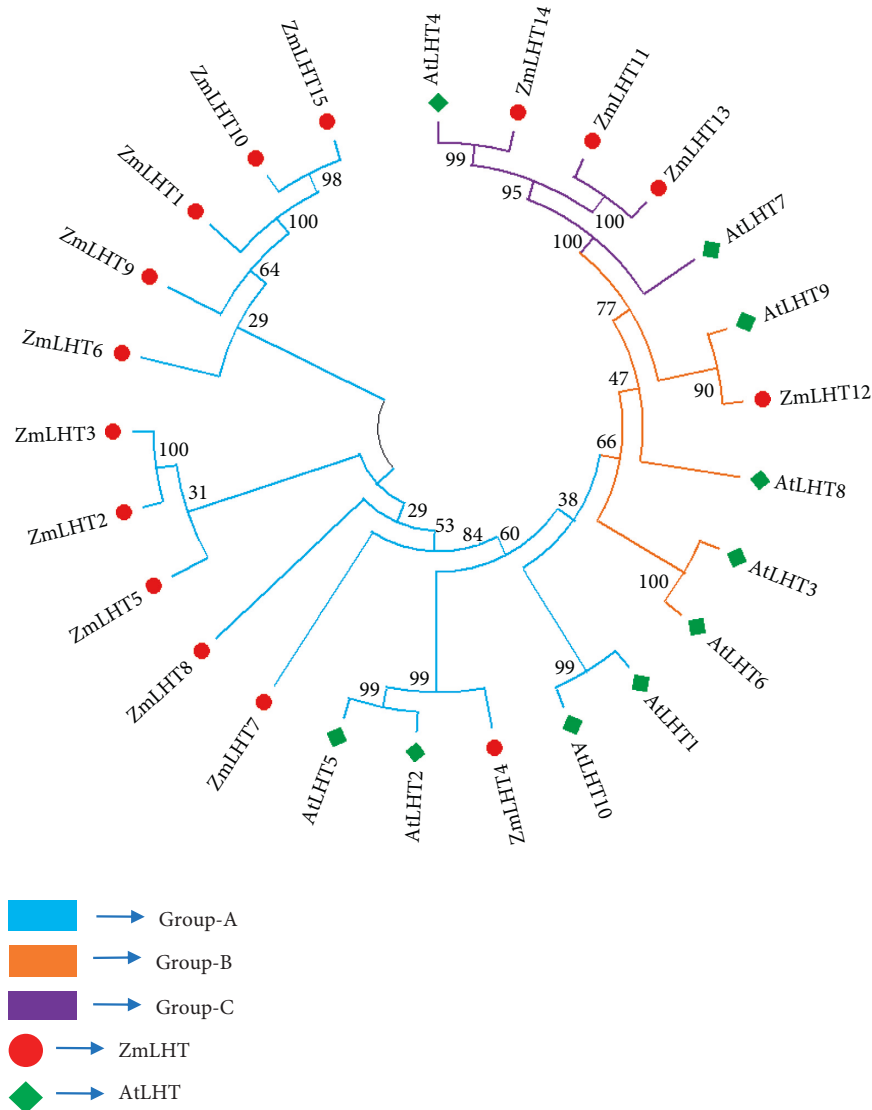 AtLHT4
ZmLHT14
ZmLHT11
ZmLHT13
AtLHT7
AtLHT9
ZmLHT12
AtLHT8
AtLHT3
AtLHT6
AtLHT1
AtLHT10
ZmLHT4
AtLHT2
AtLHT5
ZmLHT7
ZmLHT8
ZmLHT5
ZmLHT2
ZmLHT3
ZmLHT6
ZmLHT9
ZmLHT1
ZmLHT10
ZmLHT15
99
95
100
100
77
90
47
66
38
100
99
60
84
53
29
99
99
31
100
29
64
100
98
Group-A
Group-B
Group-C
ZmLHT
AtLHT